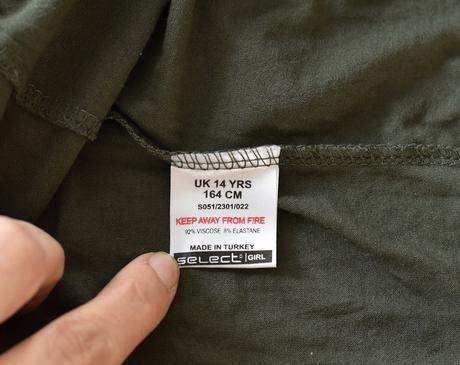 UK 14 YRS
164 CM
S051/2301/022
KEEP AWAY FROM FIRE
92% VISCOSE 8% ELASTANE
MADE IN TURKEY
select GIRL